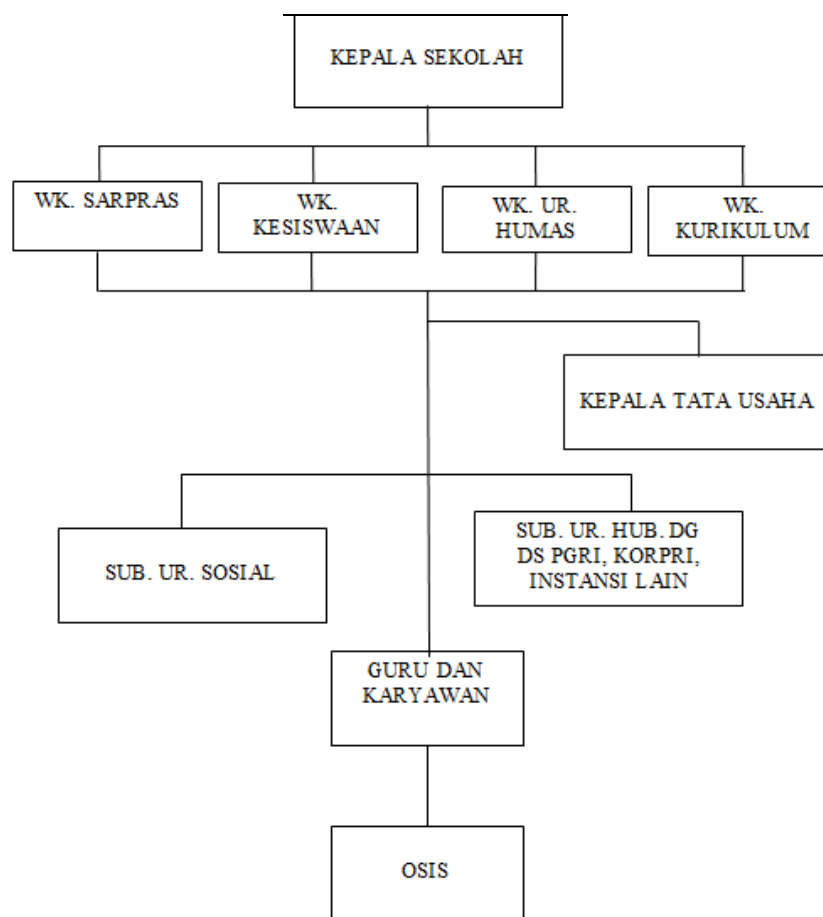 KEPALA SEKOLAH
WK. SARPRAS
WK.
KESISWAAN
WK. UR.
HUMAS
WK.
KURIKULUM
KEPALA TATA USAHA
SUB. UR. SOSIAL
SUB. UR. HUB. DG
DS PGRI, KORPRI,
INSTANSI LAIN
GURU DAN
KARYAWAN
OSIS